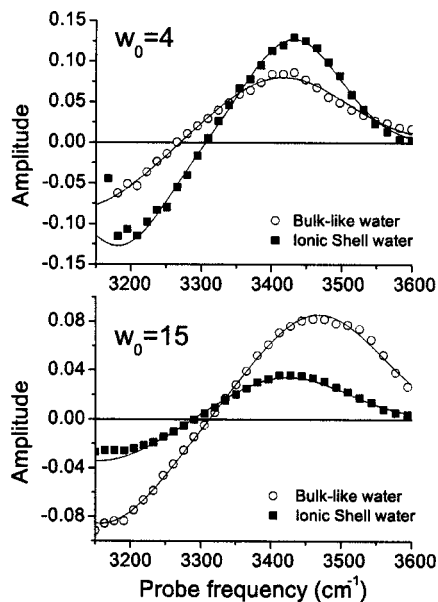 w0=4
0.15
0.10
0.05
0.00
-0.05
-0.10
-0.15
Amplitude
Bulk-like water
Ionic Shell water
3200 3300 3400 3500 3600
w0=15
0.08
0.04
0.00
-0.04
-0.08
Amplitude
Bulk-like water
Ionic Shell water
3200 3300 3400 3500 3600
Probe frequency (cm-1)